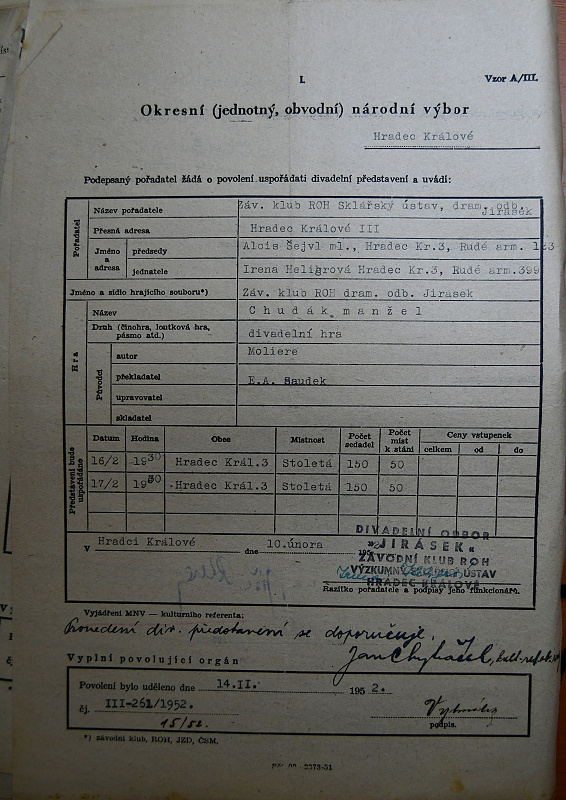 I.
Vzor A/III.
Okresní (jednotný, obvodní) národní výbor
Hradec Králové
Podepsaný pořadatel žádá o povolení uspořádati divadelní představení a uvádí:
Pořadatel
Název pořadatele Záv. klub ROH Sklářský ústav, dram. odb. Jirásek
Přesná adresa Hradec Králové III
Jméno a adresa
předsedy Alois Šejvl ml., Hradec Kr.3, Rudé arm. 123
jednatele Irena Heligrová Hradec Kr.3, Rudé arm.399
Jméno a sídlo hrajícího souboru*) Záv. klub ROH dram. odb. Jirásek
Hra
Název Chudák manžel
Druh (činohra, loutková hra, pásmo atd.) divadelní hra
Původci
autor Moliere
překladatel E.A. Saudek
upravovatel
skladatel
Představení bude uspořádáno:
Datum Hodina Obec Místnost Počet sedadel Počet míst k stání Ceny vstupenek
celkem od do
16/2 19 30 Hradec Král.3 Stoletá 150 50
17/2 19 30 Hradec Král.3 Stoletá 150 50
V Hradci Králové dne 10.února 195
DIVADELNÍ ODBOR
»JIRÁSEK«
ZÁVODNÍ KLUB ROH
VÝZKUMNÝ ÚSTAV
HRADEC KRÁLOVÉ
Razítko pořadatele a podpisy jeho funkcionářů.
Vyjádření MNV — kulturního referenta:
Provedení div. představení se doporučuje.
Vyplní povolující orgán
Povolení bylo uděleno dne 14.II. 195 2.
čj. III-261/1952.
15/52.
podpis.
*) závodní klub, ROH, JZD, ČSM.
2373-51